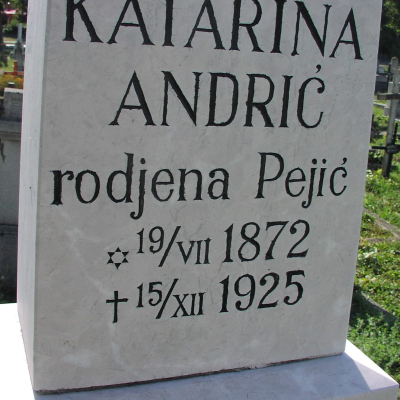 KATARINA
ANDRIĆ
rodjena Pejić
✡ 19/VII 1872
† 15/XII 1925